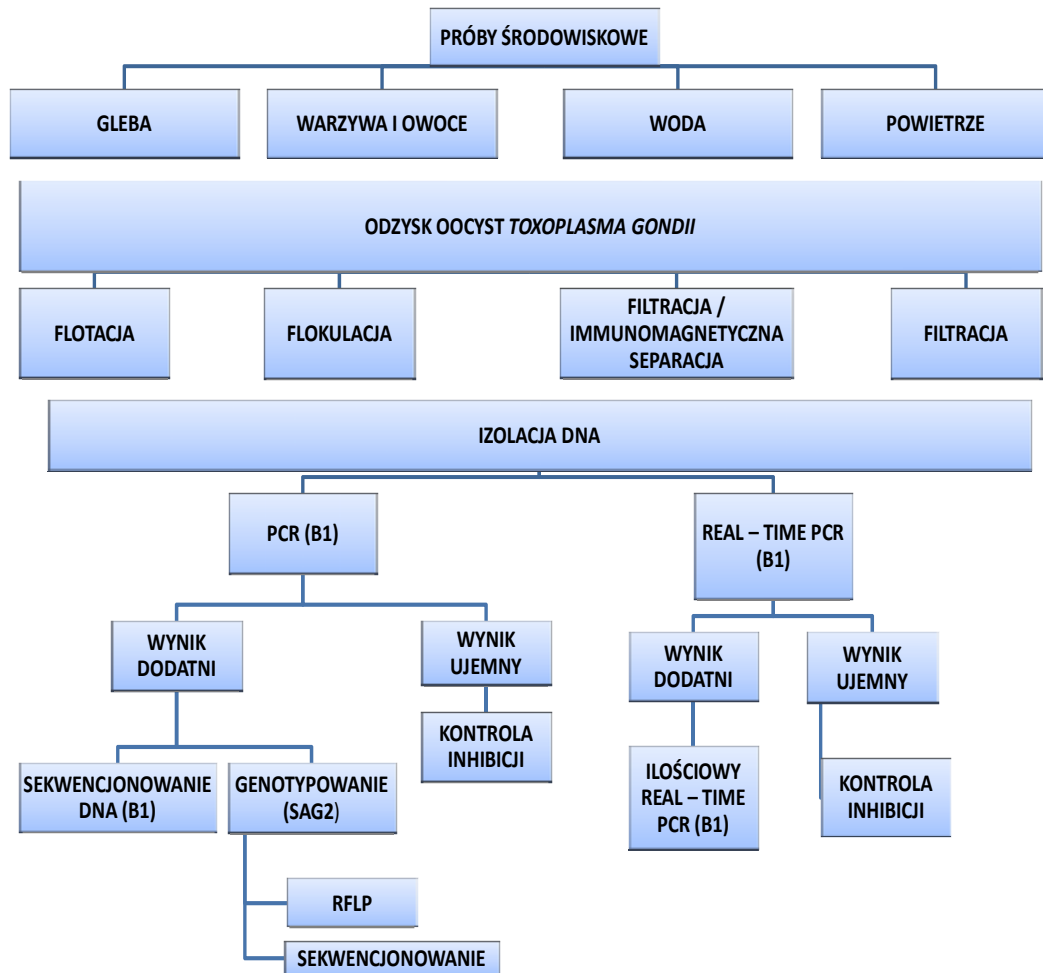 PRÓBY ŚRODOWISKOWE
GLEBA
WARZYWA I OWOCE
WODA
POWIETRZE
ODZYSK OOCYST TOXOPLASMA GONDII
FLOTACJA
FLOKULACJA
FILTRACJA /
IMMUNOMAGNETYCZNA
SEPARACJA
FILTRACJA
IZOLACJA DNA
PCR (B1)
REAL – TIME PCR
(B1)
WYNIK
DODATNI
WYNIK
UJEMNY
WYNIK
DODATNI
WYNIK
UJEMNY
KONTROLA
INHIBICJI
SEKWENCJONOWANIE
DNA (B1)
GENOTYPOWANIE
(SAG2)
ILOŚCIOWY
REAL – TIME
PCR (B1)
KONTROLA
INHIBICJI
RFLP
SEKWENCJONOWANIE